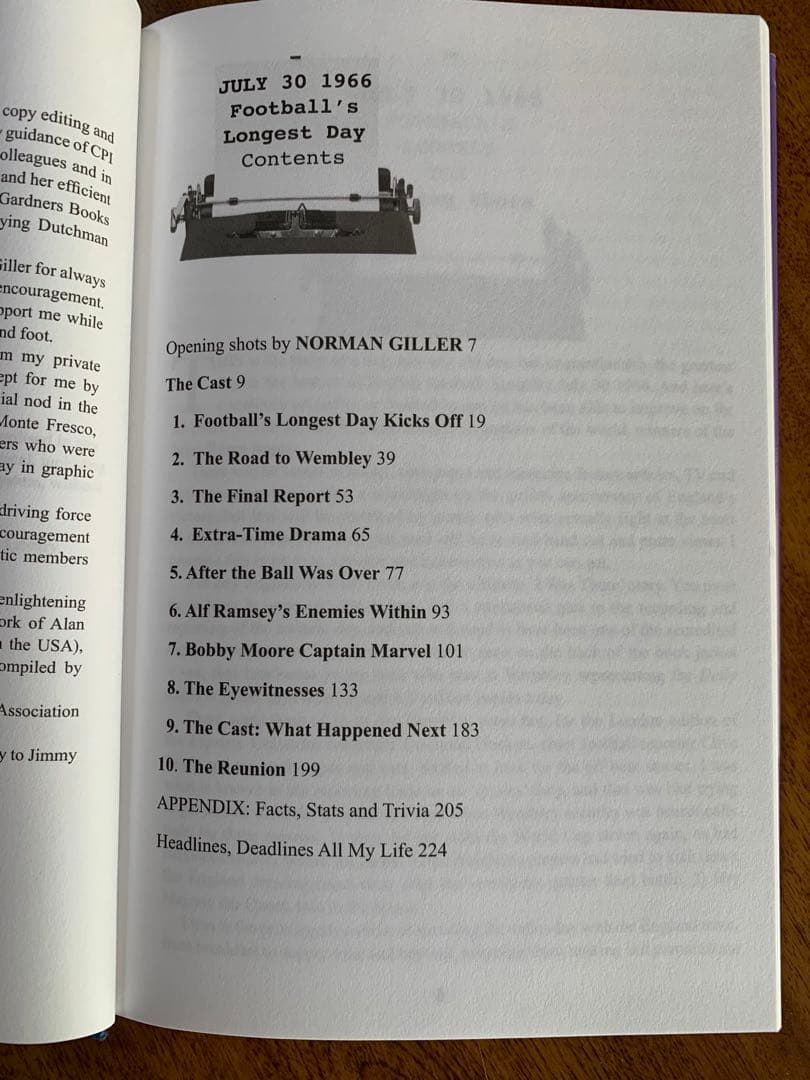 copy editing and
guidance of CPI
olleagues and in
and her efficient
Gardners Books
ying Dutchman
iller for always
encouragement.
pport me while
nd foot.
m my private
ept for me by
ial nod in the
Monte Fresco,
ers who were
ay in graphic
driving force
couragement
tic members
enlightening
ork of Alan
the USA),
ompiled by
Association
y to Jimmy
JULY 30 1966
Football's
Longest Day
Contents
Opening shots by NORMAN GILLER 7
The Cast 9
1. Football's Longest Day Kicks Off 19
2. The Road to Wembley 39
3. The Final Report 53
4. Extra-Time Drama 65
5. After the Ball Was Over 77
6. Alf Ramsey's Enemies Within 93
7. Bobby Moore Captain Marvel 101
8. The Eyewitnesses 133
9. The Cast: What Happened Next 183
10. The Reunion 199
APPENDIX: Facts, Stats and Trivia 205
Headlines, Deadlines All My Life 224